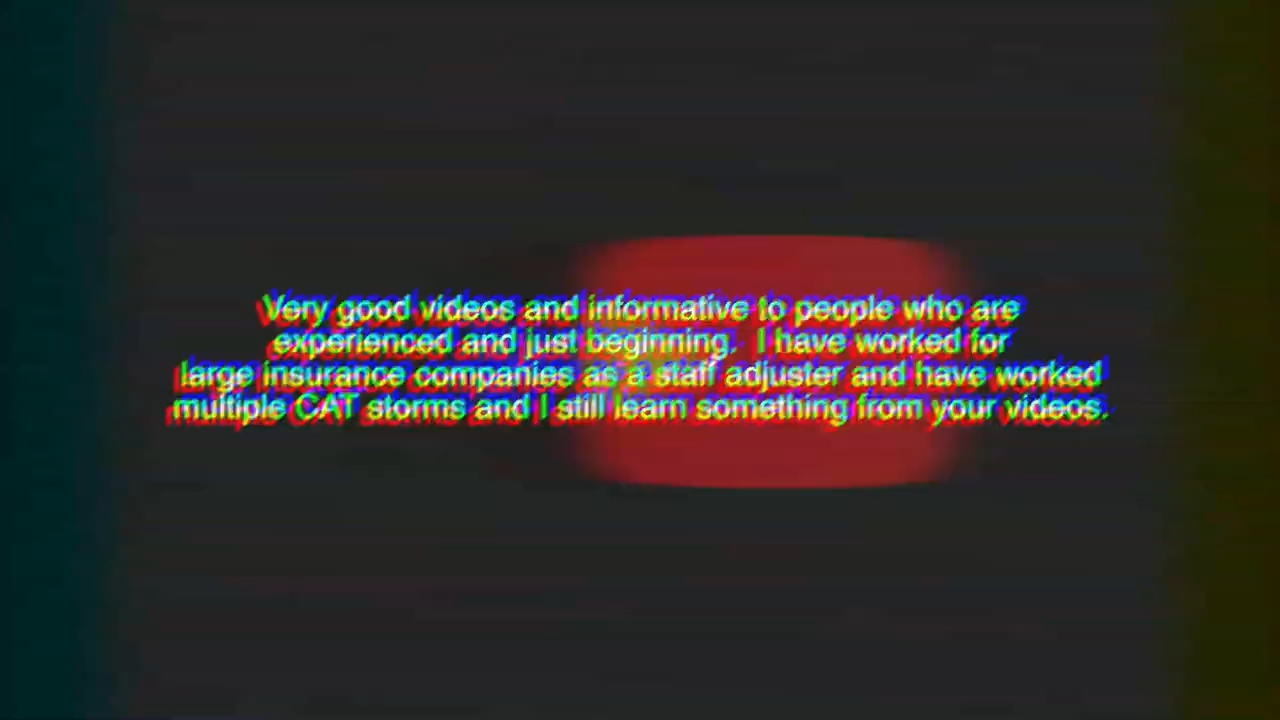 Very good videos and informative to people who are
experienced and just beginning.  I have worked for
large insurance companies as a staff adjuster and have worked
multiple CAT storms and I still learn something from your videos.